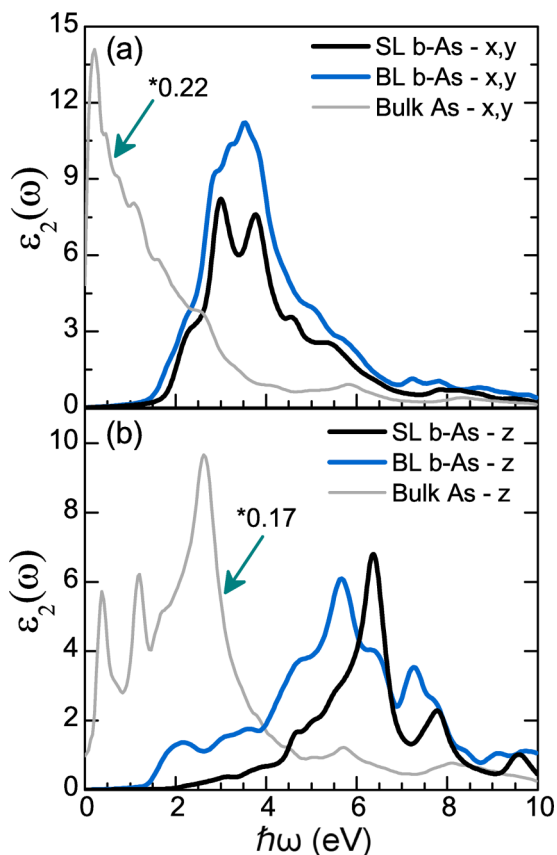 (a)
SL b-As - x,y
BL b-As - x,y
Bulk As - x,y
*0.22
15
12
9
6
3
0
ε₂(ω)
(b)
SL b-As - z
BL b-As - z
Bulk As - z
*0.17
10
8
6
4
2
0
ε₂(ω)
0 2 4 6 8 10
ℏω (eV)